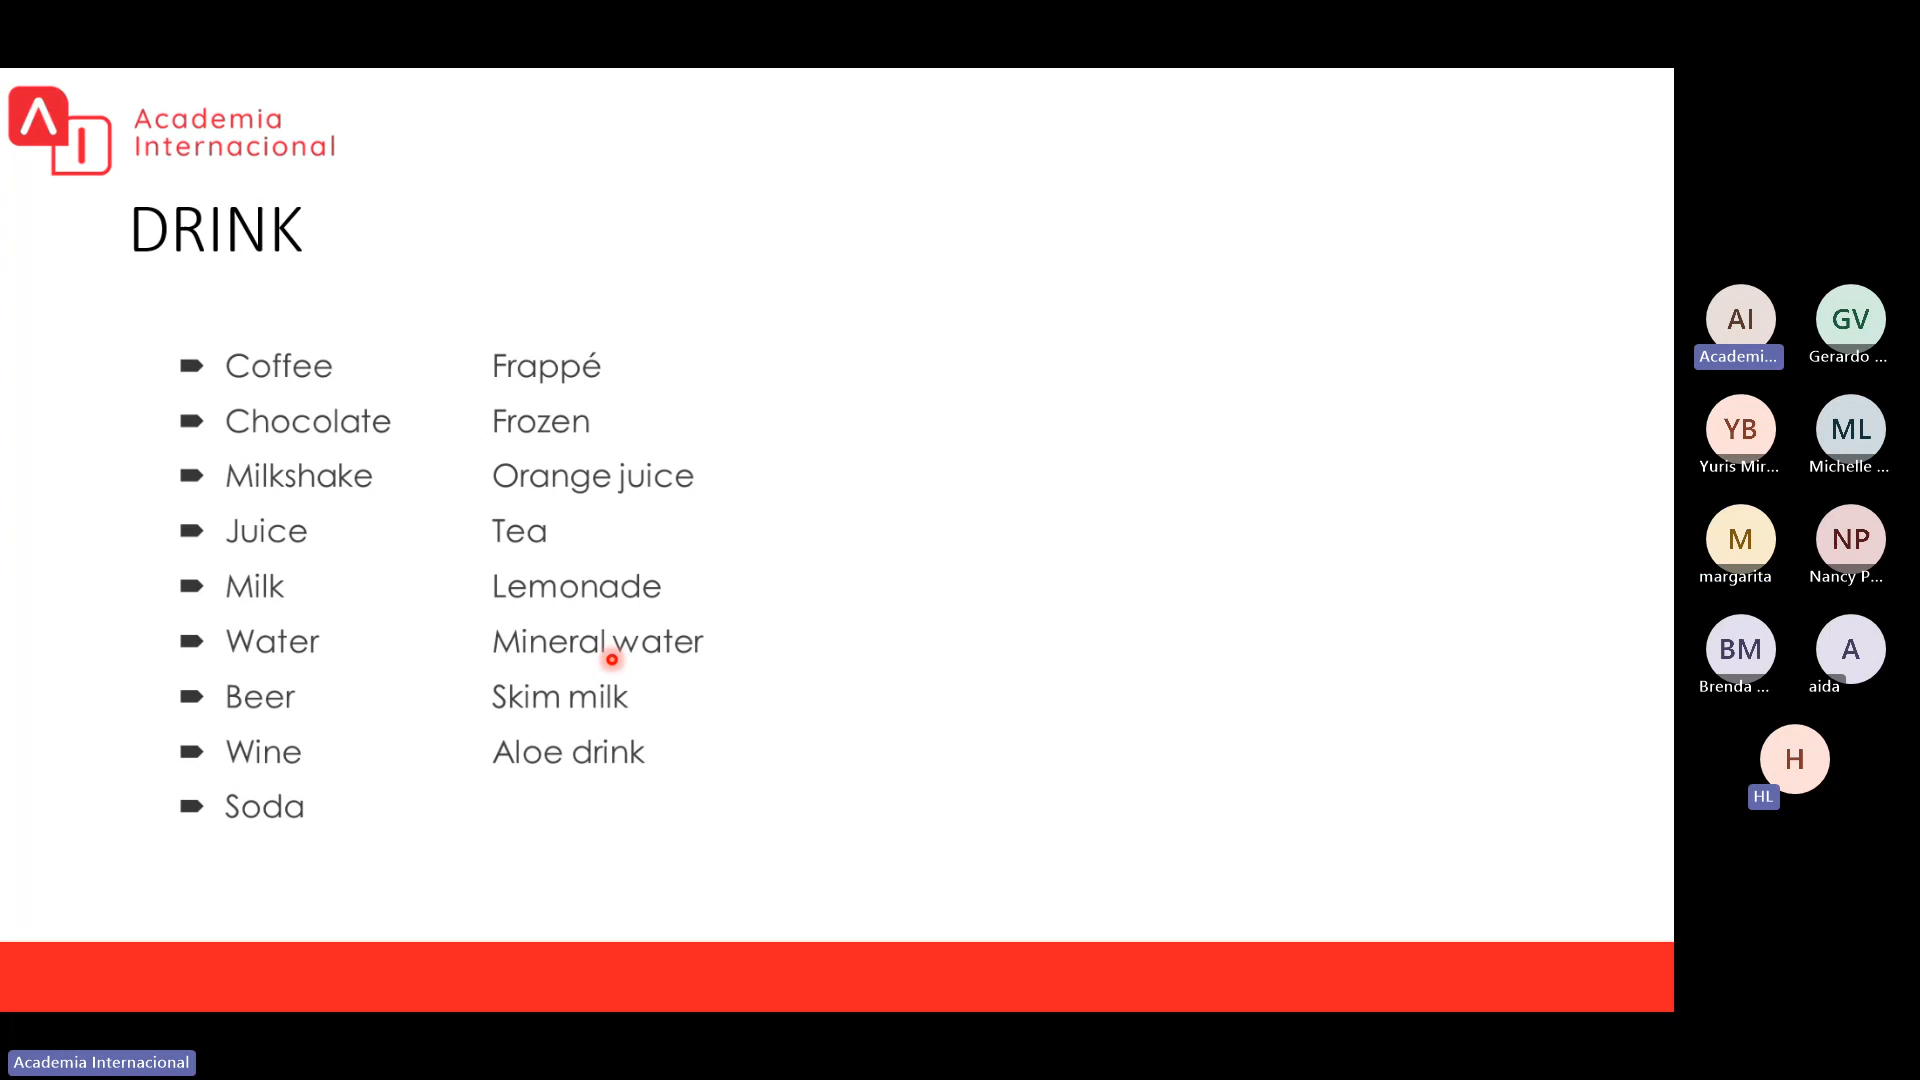 Academia
Internacional
DRINK
Coffee Frappé
Chocolate Frozen
Milkshake Orange juice
Juice Tea
Milk Lemonade
Water Mineral water
Beer Skim milk
Wine Aloe drink
Soda
AI GV
Academi... Gerardo ...
YB ML
Yuris Mir... Michelle ...
M NP
margarita Nancy P...
BM A
Brenda ... aida
H
HL
Academia Internacional